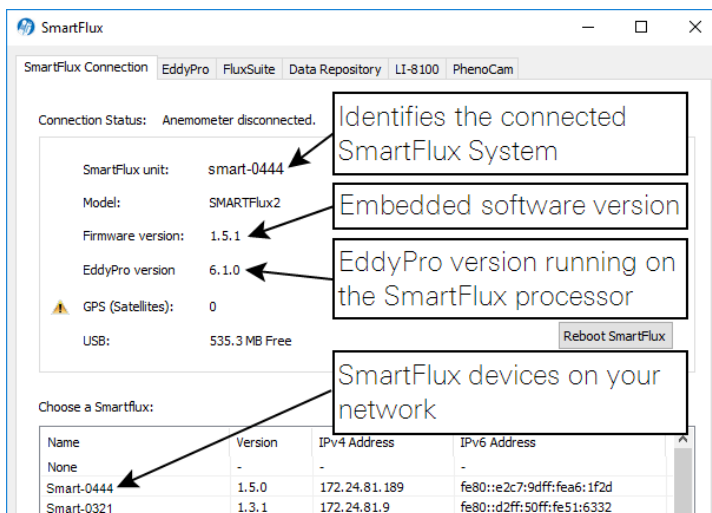 SmartFlux
SmartFlux Connection EddyPro FluxSuite Data Repository LI-8100 PhenoCam
Connection Status: Anemometer disconnected.
Identifies the connected
SmartFlux System
SmartFlux unit: smart-0444
Model: SMARTFlux2
Embedded software version
Firmware version: 1.5.1
EddyPro version 6.1.0
EddyPro version running on
the SmartFlux processor
GPS (Satellites): 0
USB: 535.3 MB Free
Reboot SmartFlux
SmartFlux devices on your
network
Choose a Smartflux:
Name Version IPv4 Address IPv6 Address
None - - -
Smart-0444 1.5.0 172.24.81.189 fe80::e2c7:9dff:fea6:1f2d
Smart-0321 1.3.1 172.24.81.9 fe80::d2ff:50ff:fe51:6332